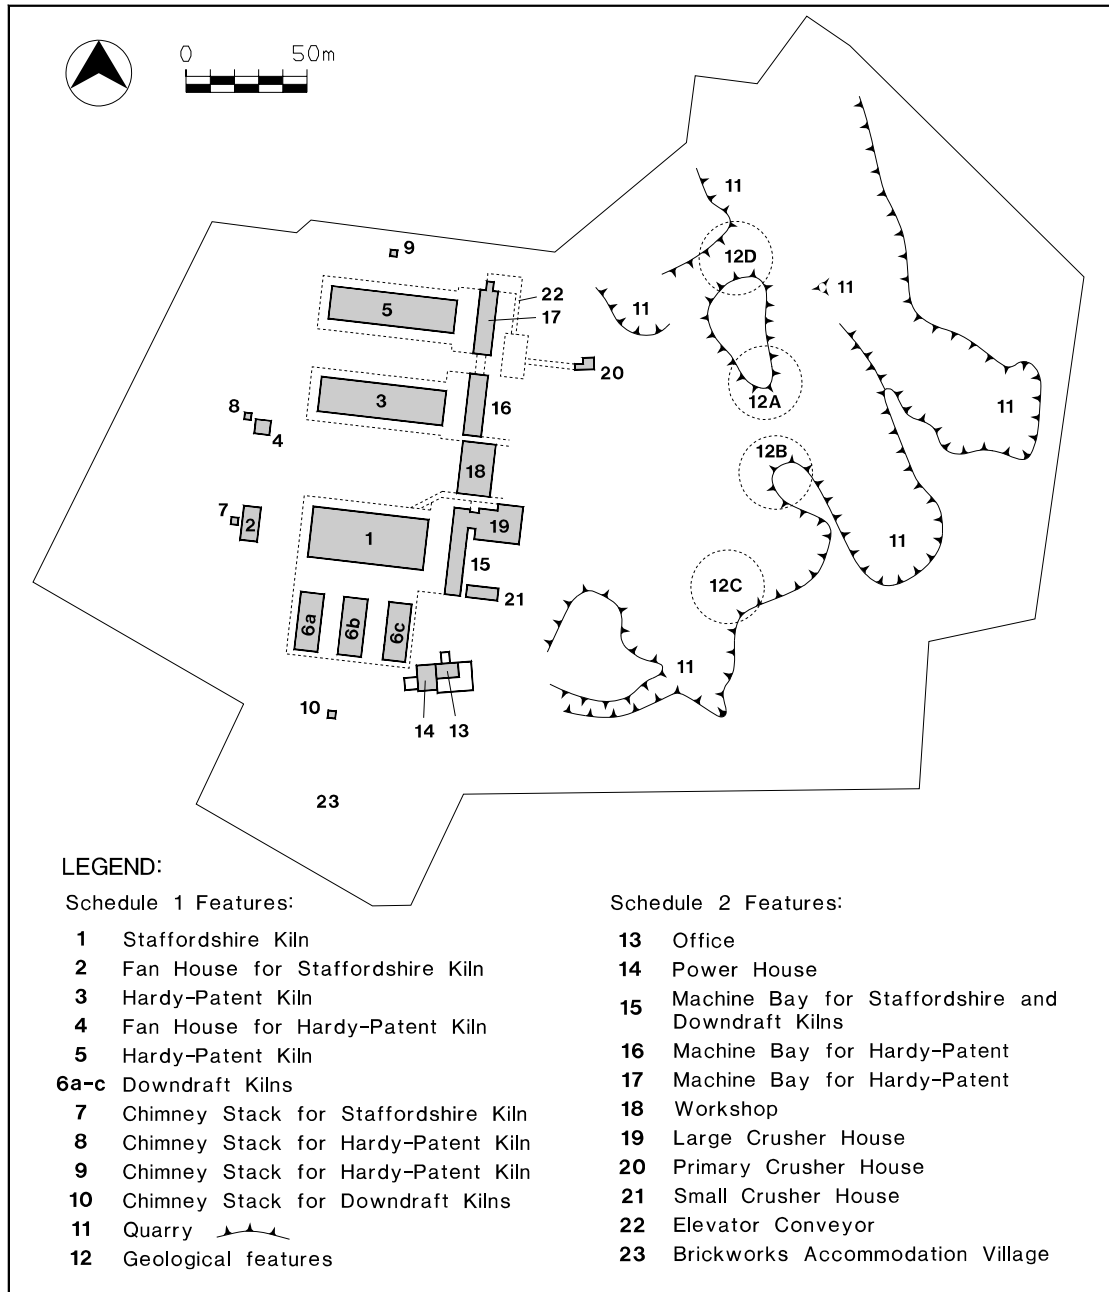 0 50m
11
9
12D
22
11
5
11
17
20
3
12A
8
16
11
4
12B
18
7
2
19
1
11
15
12C
21
6a
6b
6c
11
10
14
13
23
LEGEND:
Schedule 1 Features:
1 Staffordshire Kiln
2 Fan House for Staffordshire Kiln
3 Hardy-Patent Kiln
4 Fan House for Hardy-Patent Kiln
5 Hardy-Patent Kiln
6a-c Downdraft Kilns
7 Chimney Stack for Staffordshire Kiln
8 Chimney Stack for Hardy-Patent Kiln
9 Chimney Stack for Hardy-Patent Kiln
10 Chimney Stack for Downdraft Kilns
11 Quarry
12 Geological features
Schedule 2 Features:
13 Office
14 Power House
15 Machine Bay for Staffordshire and
Downdraft Kilns
16 Machine Bay for Hardy-Patent
17 Machine Bay for Hardy-Patent
18 Workshop
19 Large Crusher House
20 Primary Crusher House
21 Small Crusher House
22 Elevator Conveyor
23 Brickworks Accommodation Village